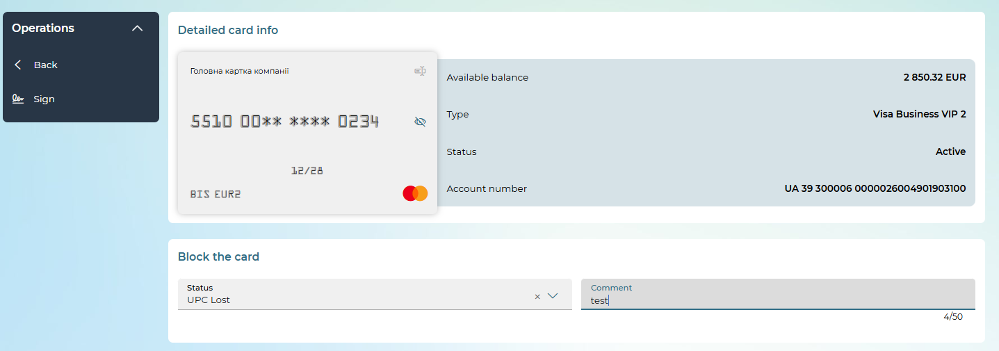 Operations
Back
Sign
Detailed card info
Головна картка компанії
5510 00** **** 0234
12/28
BIS EUR2
Available balance 2 850.32 EUR
Type Visa Business VIP 2
Status Active
Account number UA 39 300006 0000026004901903100
Block the card
Status
UPC Lost
Comment
test
4/50